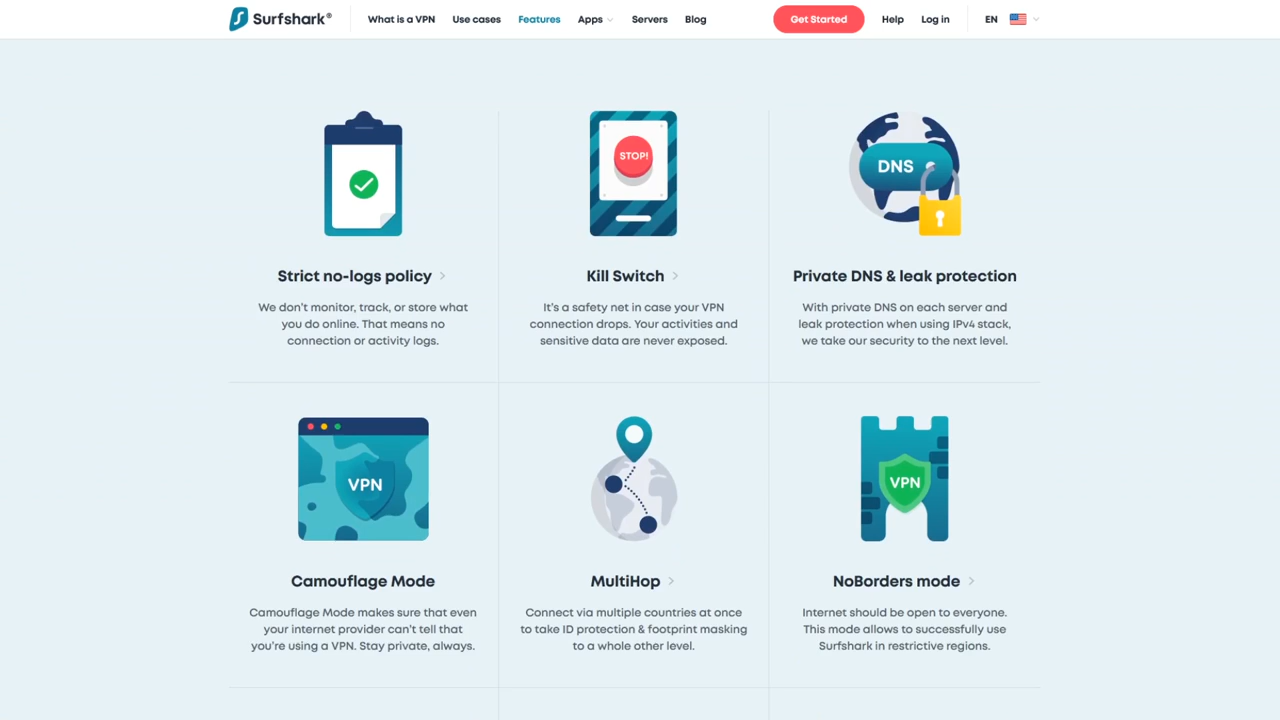 Surfshark®
What is a VPN
Use cases
Features
Apps
Servers
Blog
Get Started
Help
Log in
EN
STOP!
DNS
Strict no-logs policy
We don't monitor, track, or store what
you do online. That means no
connection or activity logs.
Kill Switch
It's a safety net in case your VPN
connection drops. Your activities and
sensitive data are never exposed.
Private DNS & leak protection
With private DNS on each server and
leak protection when using IPv4 stack,
we take our security to the next level.
VPN
VPN
Camouflage Mode
Camouflage Mode makes sure that even
your internet provider can't tell that
you're using a VPN. Stay private, always.
MultiHop
Connect via multiple countries at once
to take ID protection & footprint masking
to a whole other level.
NoBorders mode
Internet should be open to everyone.
This mode allows to successfully use
Surfshark in restrictive regions.